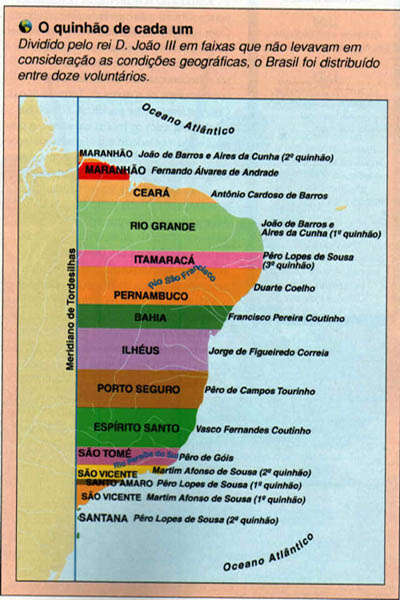 O quinhão de cada um
Dividido pelo rei D. João III em faixas que não levavam em
consideração as condições geográficas, o Brasil foi distribuído
entre doze voluntários.
Oceano Atlântico
MARANHÃO João de Barros e Aires da Cunha (2º quinhão)
MARANHÃO Fernando Álvares de Andrade
CEARÁ Antônio Cardoso de Barros
RIO GRANDE João de Barros e
Aires da Cunha (1º quinhão)
ITAMARACÁ Pêro Lopes de Sousa
(3º quinhão)
Rio São Francisco
PERNAMBUCO Duarte Coelho
Meridiano de Tordesilhas
BAHIA Francisco Pereira Coutinho
ILHÉUS Jorge de Figueiredo Correia
PORTO SEGURO Pêro de Campos Tourinho
ESPÍRITO SANTO Vasco Fernandes Coutinho
SÃO TOMÉ Rio Paraíba do Sul Pêro de Góis
SÃO VICENTE Martim Afonso de Sousa (2º quinhão)
SANTO AMARO Pêro Lopes de Sousa (1º quinhão)
SÃO VICENTE Martim Afonso de Sousa (1º quinhão)
SANTANA Pêro Lopes de Sousa (2º quinhão)
Oceano Atlântico